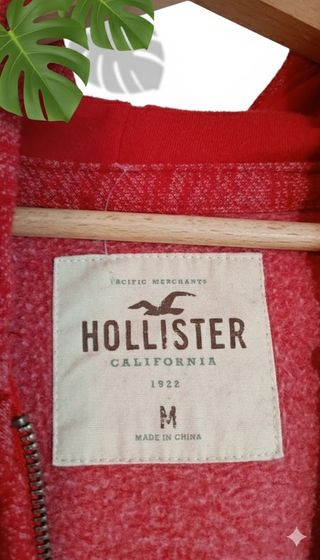 PACIFIC MERCHANTS
HOLLISTER
CALIFORNIA
1922
M
MADE IN CHINA